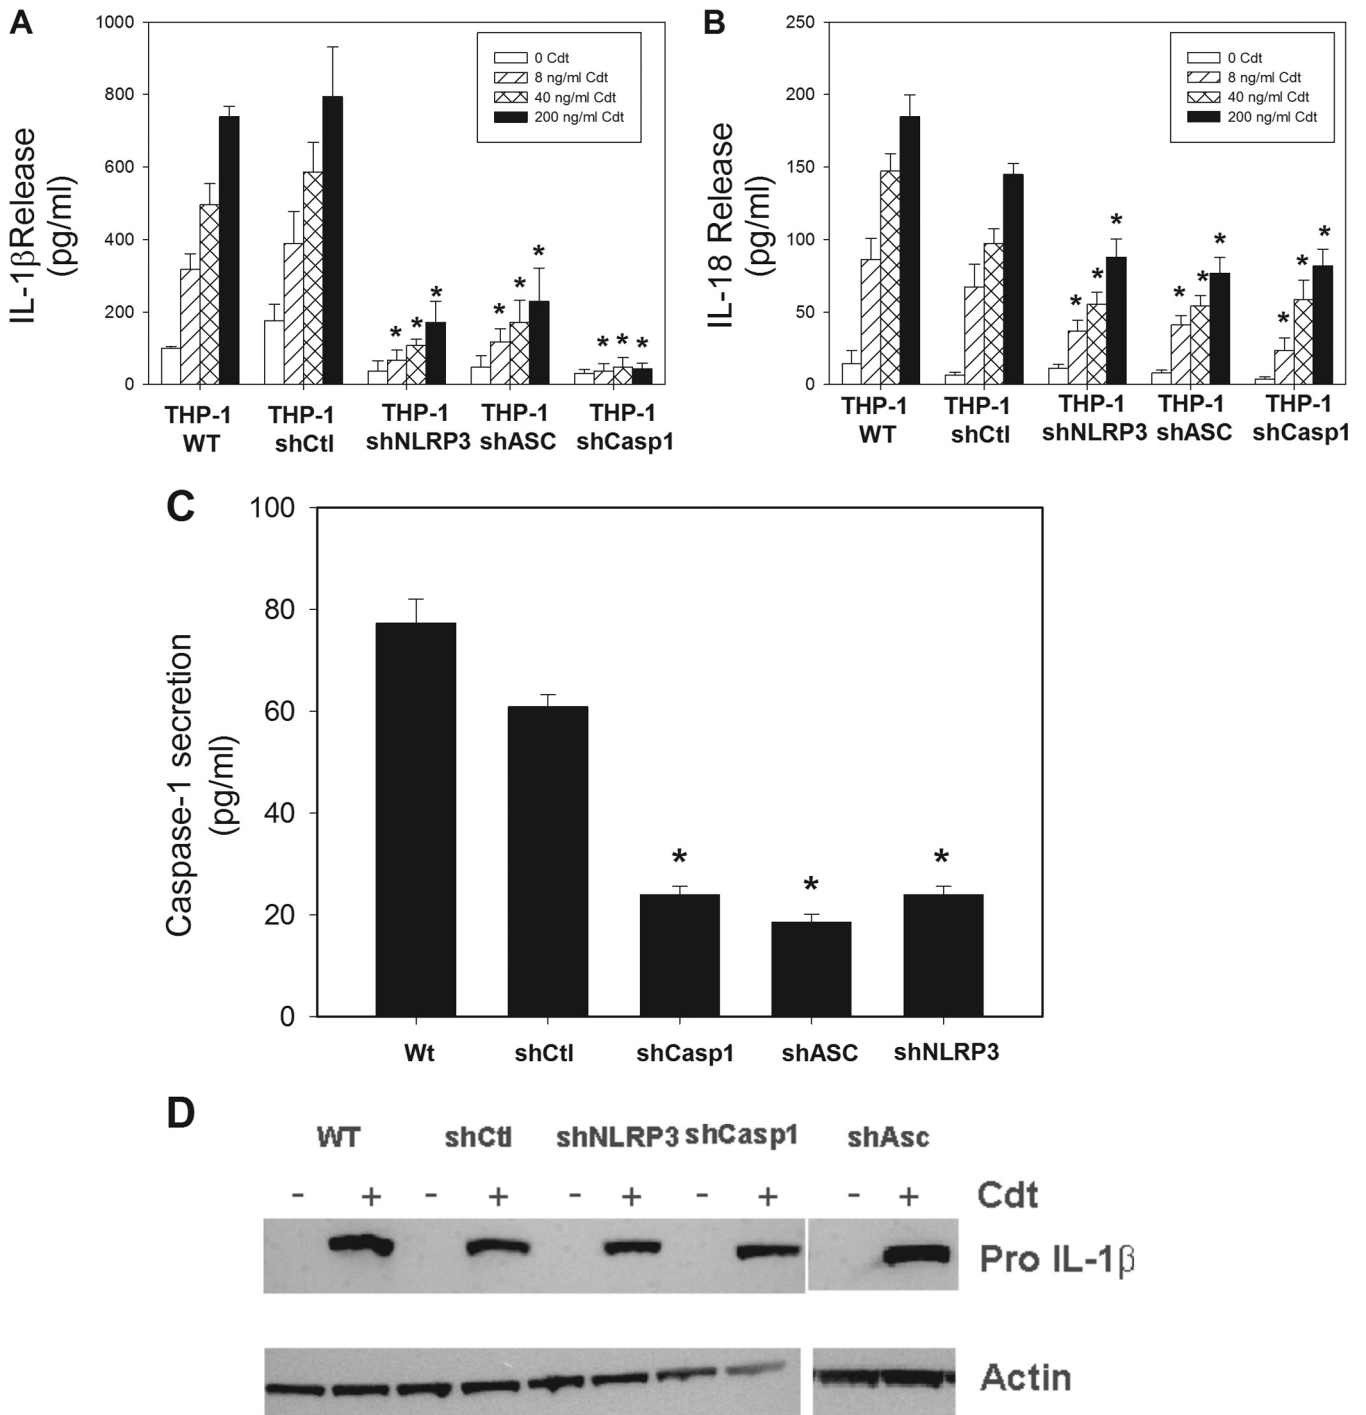 A
1000
800
600
400
200
0
IL-1βRelease
(pg/ml)
0 Cdt
8 ng/ml Cdt
40 ng/ml Cdt
200 ng/ml Cdt
* * *
* * *
* * *
THP-1 THP-1 THP-1 THP-1 THP-1
WT shCtl shNLRP3 shASC shCasp1
B
250
200
150
100
50
0
IL-18 Release
(pg/ml)
0 Cdt
8 ng/ml Cdt
40 ng/ml Cdt
200 ng/ml Cdt
* * *
* * *
* * *
THP-1 THP-1 THP-1 THP-1 THP-1
WT shCtl shNLRP3 shASC shCasp1
C
100
80
60
40
20
0
Caspase-1 secretion
(pg/ml)
* * *
Wt shCtl shCasp1 shASC shNLRP3
D
WT shCtl shNLRP3 shCasp1 shAsc
- + - + - + - + - + Cdt
Pro IL-1β
Actin